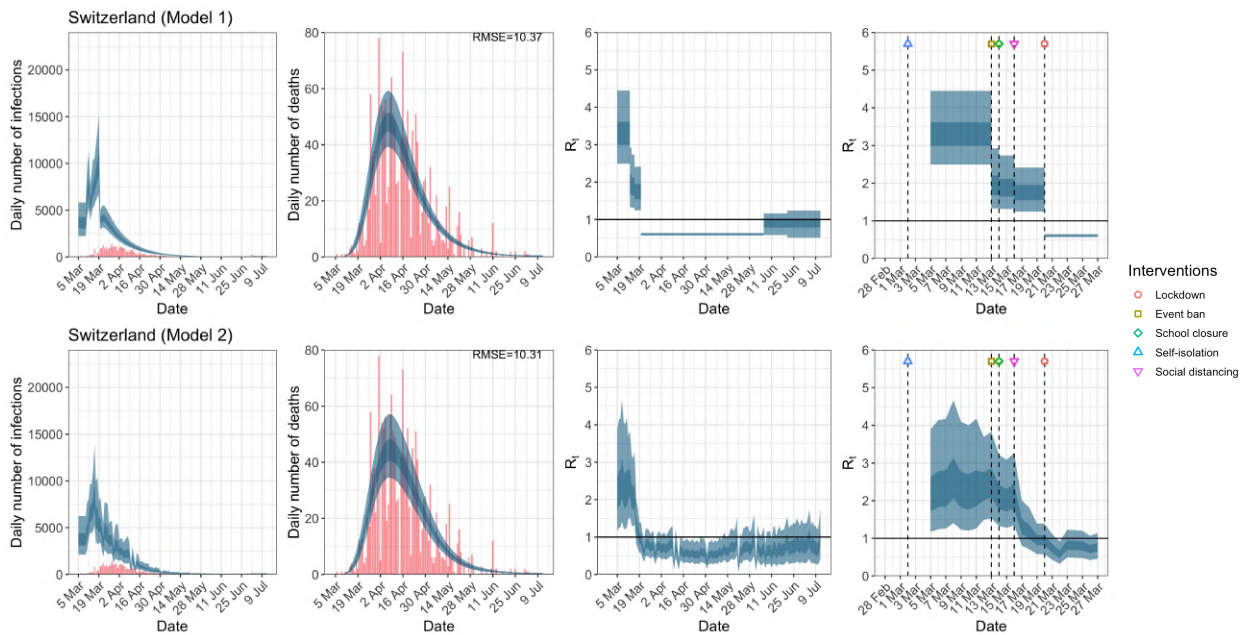 Switzerland (Model 1)
Daily number of infections
20000
15000
10000
5000
0
5 Mar
19 Mar
2 Apr
16 Apr
30 Apr
14 May
28 May
11 Jun
25 Jun
9 Jul
Date
Daily number of deaths
80
60
40
20
0
RMSE=10.37
5 Mar
19 Mar
2 Apr
16 Apr
30 Apr
14 May
28 May
11 Jun
25 Jun
9 Jul
Date
Rt
6
5
4
3
2
1
0
5 Mar
19 Mar
2 Apr
16 Apr
30 Apr
14 May
28 May
11 Jun
25 Jun
9 Jul
Date
Rt
6
5
4
3
2
1
0
28 Feb
1 Mar
3 Mar
5 Mar
7 Mar
9 Mar
11 Mar
13 Mar
15 Mar
17 Mar
19 Mar
21 Mar
23 Mar
25 Mar
27 Mar
Date
Interventions
Lockdown
Event ban
School closure
Self-isolation
Social distancing
Switzerland (Model 2)
Daily number of infections
20000
15000
10000
5000
0
5 Mar
19 Mar
2 Apr
16 Apr
30 Apr
14 May
28 May
11 Jun
25 Jun
9 Jul
Date
Daily number of deaths
80
60
40
20
0
RMSE=10.31
5 Mar
19 Mar
2 Apr
16 Apr
30 Apr
14 May
28 May
11 Jun
25 Jun
9 Jul
Date
Rt
6
5
4
3
2
1
0
5 Mar
19 Mar
2 Apr
16 Apr
30 Apr
14 May
28 May
11 Jun
25 Jun
9 Jul
Date
Rt
6
5
4
3
2
1
0
28 Feb
1 Mar
3 Mar
5 Mar
7 Mar
9 Mar
11 Mar
13 Mar
15 Mar
17 Mar
19 Mar
21 Mar
23 Mar
25 Mar
27 Mar
Date